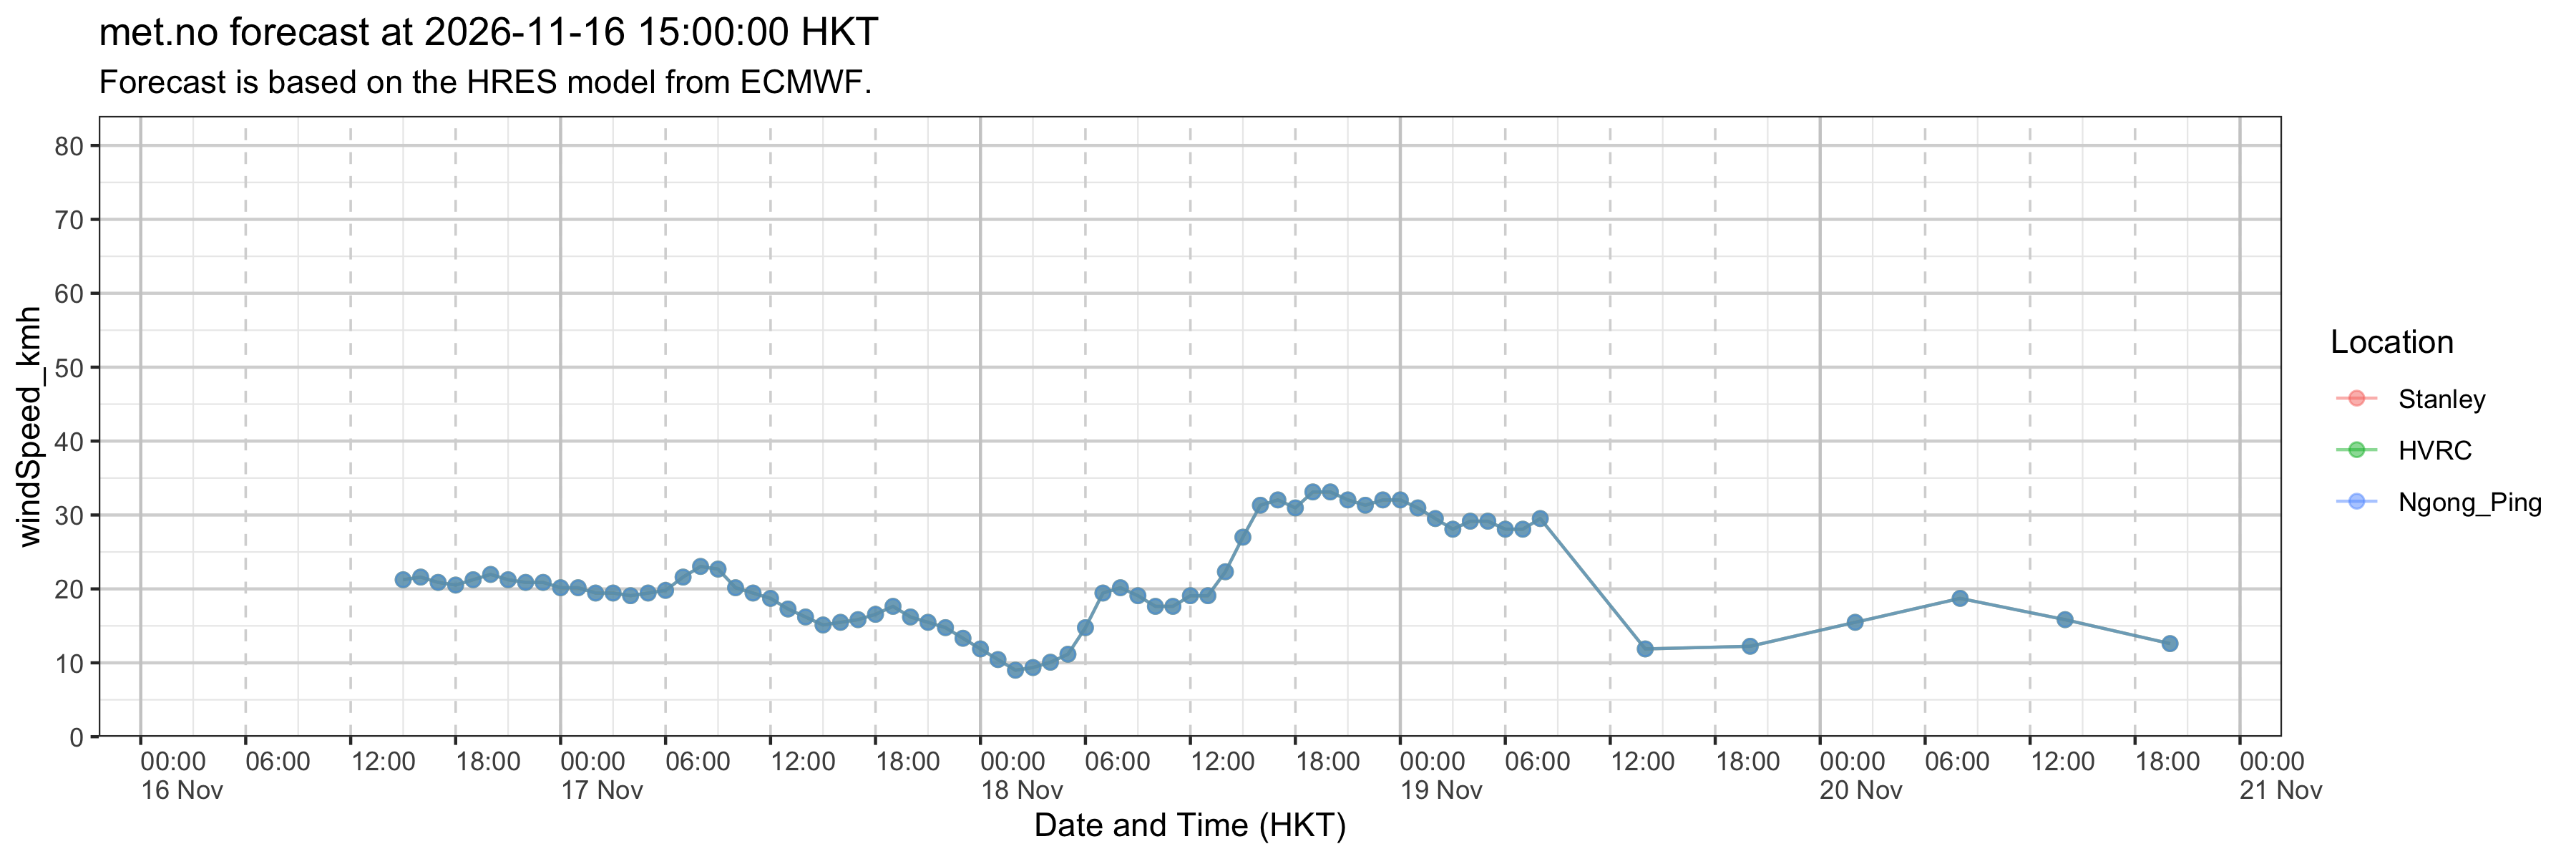 met.no forecast at 2026-11-16 15:00:00 HKT
Forecast is based on the HRES model from ECMWF.
windSpeed_kmh
80
70
60
50
40
30
20
10
0
00:00 06:00 12:00 18:00 00:00 06:00 12:00 18:00 00:00 06:00 12:00 18:00 00:00 06:00 12:00 18:00 00:00 06:00 12:00 18:00 00:00
16 Nov 17 Nov 18 Nov 19 Nov 20 Nov 21 Nov
Date and Time (HKT)
Location
Stanley
HVRC
Ngong_Ping